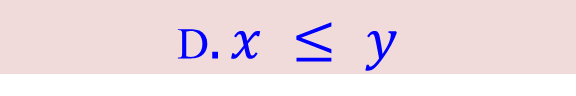 D. x ≤ y